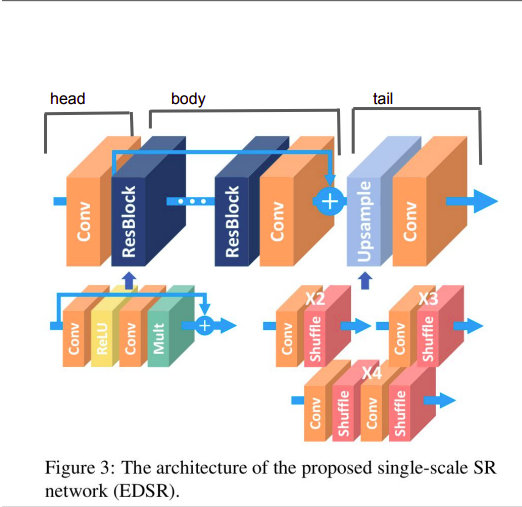 head
body
tail
Conv
ResBlock
ResBlock
Conv
+
Upsample
Conv
Conv
ReLU
Conv
Mult
+
X2
Conv
Shuffle
X3
Conv
Shuffle
X4
Conv
Shuffle
Conv
Shuffle
Figure 3: The architecture of the proposed single-scale SR
network (EDSR).